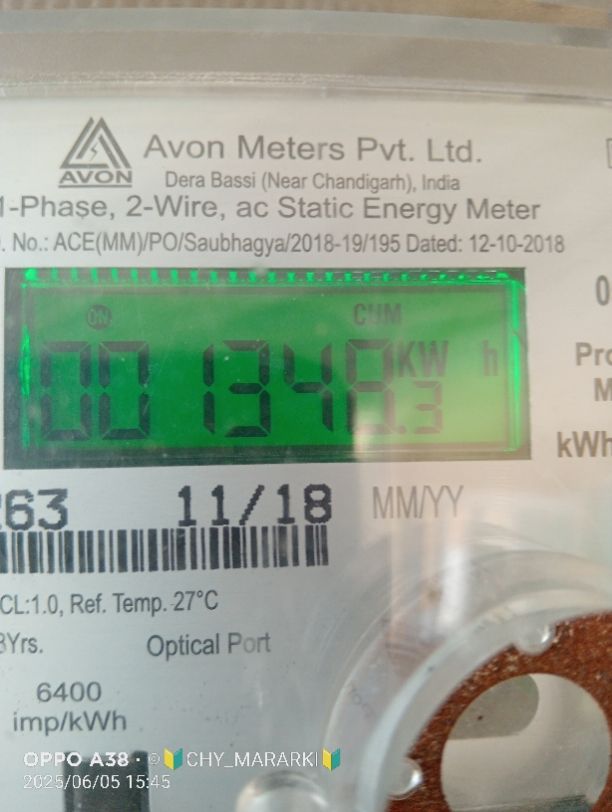 Avon Meters Pvt. Ltd.
AVON
Dera Bassi (Near Chandigarh), India
1-Phase, 2-Wire, ac Static Energy Meter
. No.: ACE(MM)/PO/Saubhagya/2018-19/195 Dated: 12-10-2018
ON CUM
001348.3 KW h
0
Pro
M
kWh
263 11/18 MM/YY
CL:1.0, Ref. Temp. 27°C
8Yrs. Optical Port
6400
imp/kWh
OPPO A38 · © 🔰CHY_MARARKI🔰
2025/06/05 15:45